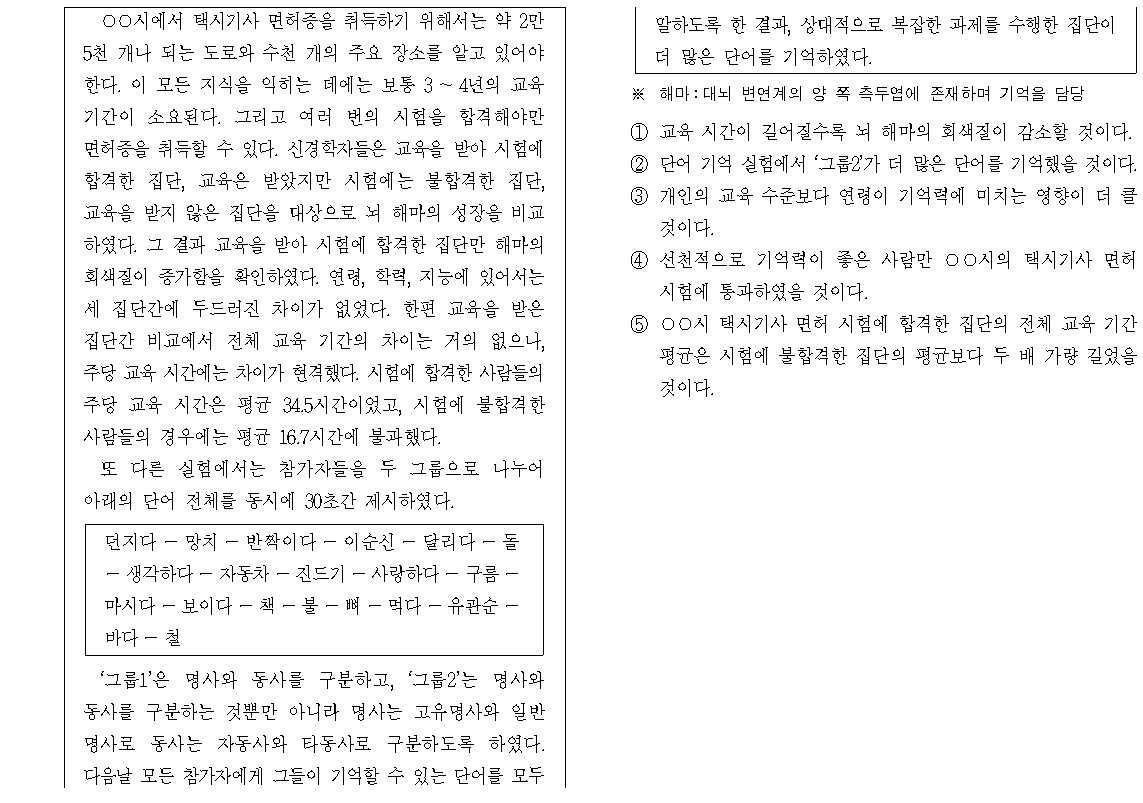 ○○시에서 택시기사 면허증을 취득하기 위해서는 약 2만
5천 개나 되는 도로와 수천 개의 주요 장소를 알고 있어야
한다. 이 모든 지식을 익히는 데에는 보통 3 ~ 4년의 교육
기간이 소요된다. 그리고 여러 번의 시험을 합격해야만
면허증을 취득할 수 있다. 신경학자들은 교육을 받아 시험에
합격한 집단, 교육은 받았지만 시험에는 불합격한 집단,
교육을 받지 않은 집단을 대상으로 뇌 해마의 성장을 비교
하였다. 그 결과 교육을 받아 시험에 합격한 집단만 해마의
회색질이 증가함을 확인하였다. 연령, 학력, 지능에 있어서는
세 집단간에 두드러진 차이가 없었다. 한편 교육을 받은
집단간 비교에서 전체 교육 기간의 차이는 거의 없으나,
주당 교육 시간에는 차이가 현격했다. 시험에 합격한 사람들의
주당 교육 시간은 평균 34.5시간이었고, 시험에 불합격한
사람들의 경우에는 평균 16.7시간에 불과했다.
또 다른 실험에서는 참가자들을 두 그룹으로 나누어
아래의 단어 전체를 동시에 30초간 제시하였다.
던지다 - 망치 - 반짝이다 - 이순신 - 달리다 - 돌
- 생각하다 - 자동차 - 진드기 - 사랑하다 - 구름 -
마시다 - 보이다 - 책 - 불 - 뼈 - 먹다 - 유관순 -
바다 - 철
‘그룹1’은 명사와 동사를 구분하고, ‘그룹2’는 명사와
동사를 구분하는 것뿐만 아니라 명사는 고유명사와 일반
명사로 동사는 자동사와 타동사로 구분하도록 하였다.
다음날 모든 참가자에게 그들이 기억할 수 있는 단어를 모두
말하도록 한 결과, 상대적으로 복잡한 과제를 수행한 집단이
더 많은 단어를 기억하였다.
※ 해마 : 대뇌 변연계의 양 쪽 측두엽에 존재하며 기억을 담당
① 교육 시간이 길어질수록 뇌 해마의 회색질이 감소할 것이다.
② 단어 기억 실험에서 ‘그룹2’가 더 많은 단어를 기억했을 것이다.
③ 개인의 교육 수준보다 연령이 기억력에 미치는 영향이 더 클
것이다.
④ 선천적으로 기억력이 좋은 사람만 ○○시의 택시기사 면허
시험에 통과하였을 것이다.
⑤ ○○시 택시기사 면허 시험에 합격한 집단의 전체 교육 기간
평균은 시험에 불합격한 집단의 평균보다 두 배 가량 길었을
것이다.